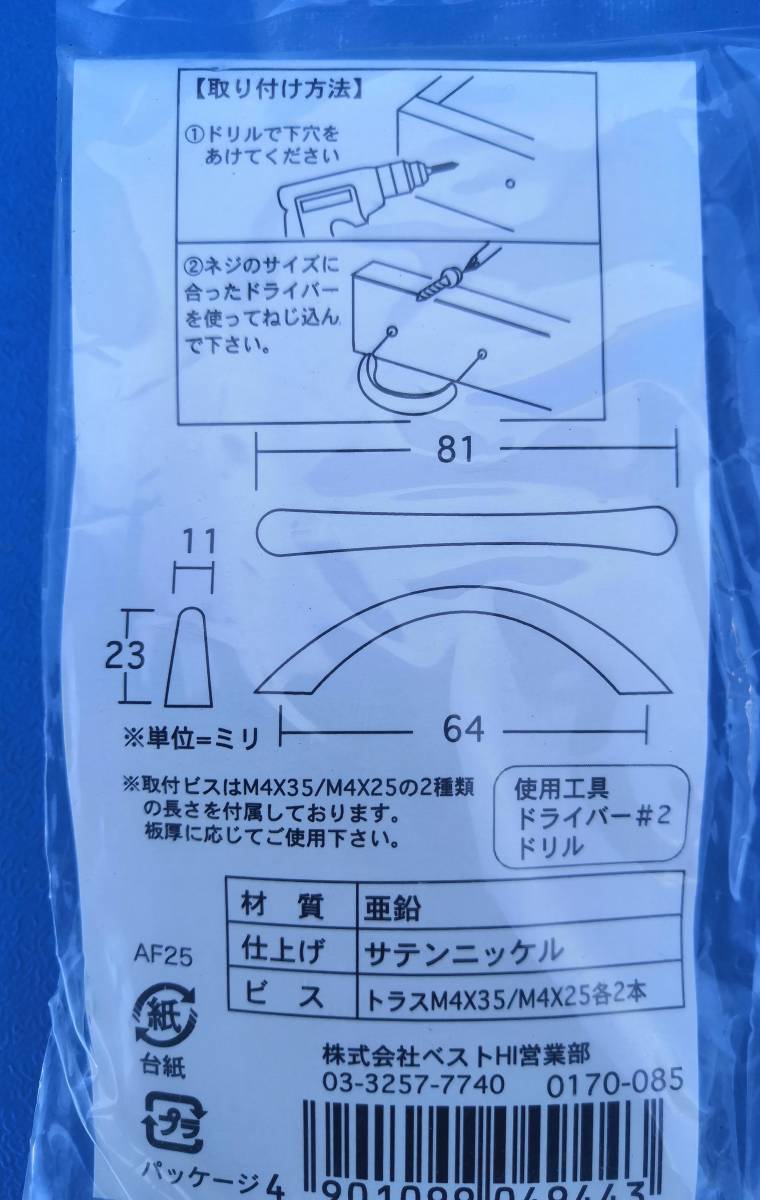 【取り付け方法】
①ドリルで下穴を
あけてください
②ネジのサイズに
合ったドライバー
を使ってねじ込ん
で下さい。
81
11
23
※単位=ミリ
64
※取付ビスはM4X35/M4X25の2種類
の長さを付属しております。
板厚に応じてご使用下さい。
使用工具
ドライバー#2
ドリル
材 質 亜鉛
仕上げ サテンニッケル
ビ ス トラスM4X35/M4X25各2本
AF25
紙
台紙
プラ
パッケージ
株式会社ベストHI営業部
03-3257-7740 0170-085
4 901099 049443